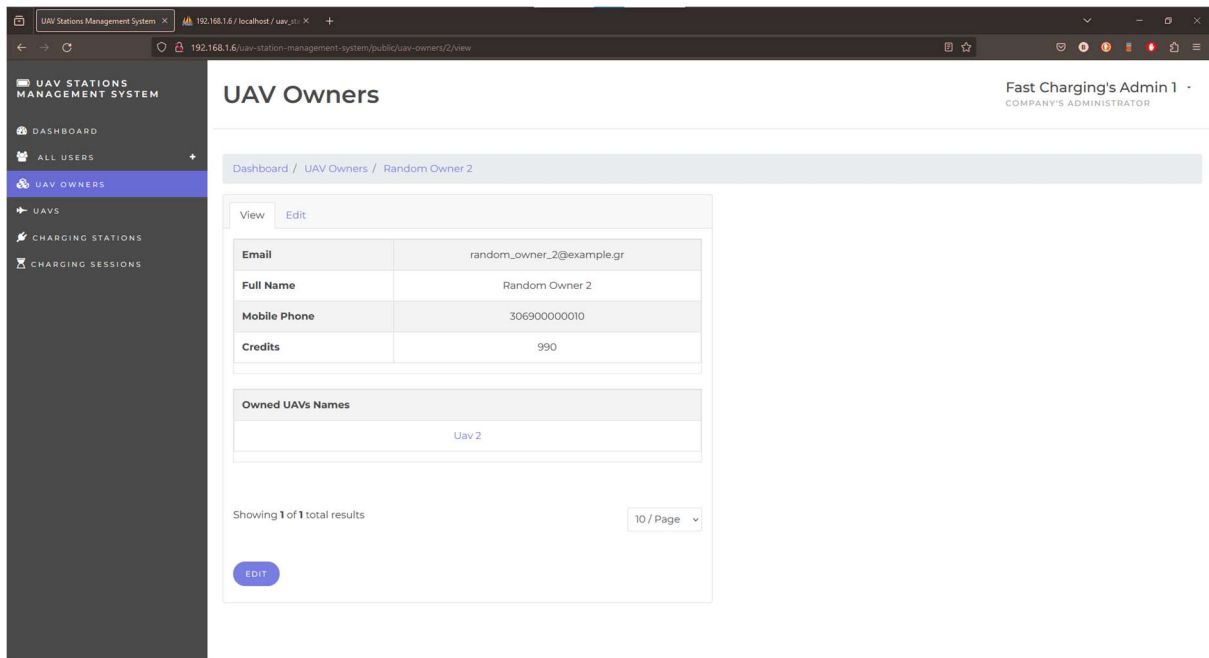 UAV Stations Management System
192.168.1.6 / localhost / uav_sta
192.168.1.6/uav-station-management-system/public/uav-owners/2/view
UAV STATIONS
MANAGEMENT SYSTEM
DASHBOARD
ALL USERS
UAV OWNERS
UAVS
CHARGING STATIONS
CHARGING SESSIONS
UAV Owners
Fast Charging's Admin 1
COMPANY'S ADMINISTRATOR
Dashboard / UAV Owners / Random Owner 2
View Edit
Email random_owner_2@example.gr
Full Name Random Owner 2
Mobile Phone 306900000010
Credits 990
Owned UAVs Names
Uav 2
Showing 1 of 1 total results
10 / Page
EDIT